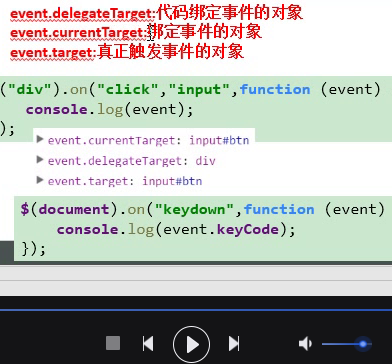 event.delegateTarget:代码绑定事件的对象
event.currentTarget:绑定事件的对象
event.target:真正触发事件的对象
("div").on("click","input",function (event)
console.log(event);
);
event.currentTarget: input#btn
event.delegateTarget: div
event.target: input#btn
$(document).on("keydown",function (event)
console.log(event.keyCode);
});